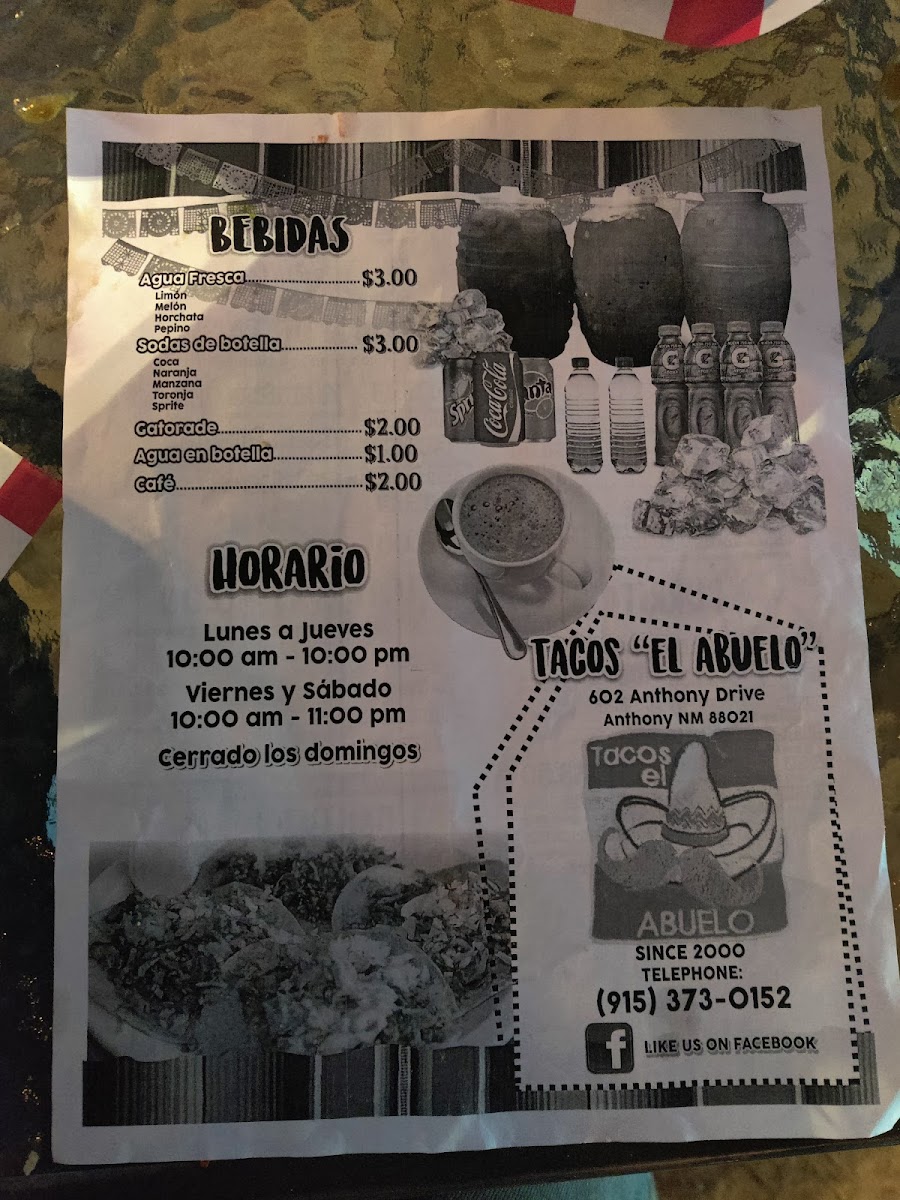 BEBIDAS
Agua Fresca............................$3.00
Limón
Melón
Horchata
Pepino
Sodas de botella.................. $3.00
Coca
Naranja
Manzana
Toronja
Sprite
Gatorade...................................$2.00
Agua en botella......................$1.00
Café.............................................$2.00
Coca-Cola
G
G
G
G
HORARIO
Lunes a Jueves
10:00 am - 10:00 pm
Viernes y Sábado
10:00 am - 11:00 pm
Cerrado los domingos
TACOS "EL ABUELO"
602 Anthony Drive
Anthony NM 88021
Tacos
el
ABUELO
SINCE 2000
TELEPHONE:
(915) 373-0152
f LIKE US ON FACEBOOK